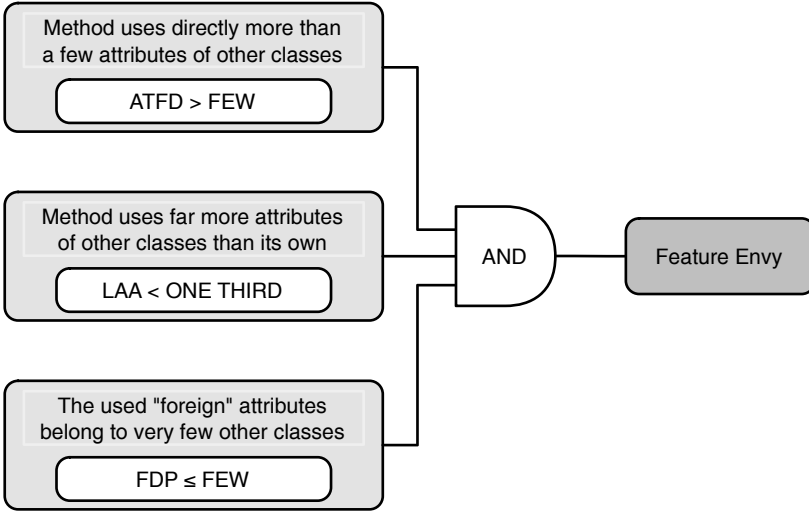 Method uses directly more than
a few attributes of other classes
ATFD > FEW
Method uses far more attributes
of other classes than its own
LAA < ONE THIRD
AND
Feature Envy
The used "foreign" attributes
belong to very few other classes
FDP ≤ FEW